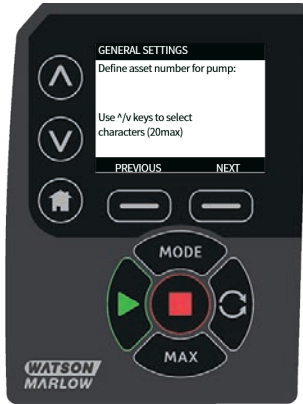 GENERAL SETTINGS
Define asset number for pump:
Use ^/v keys to select
characters (20max)
PREVIOUS NEXT
MODE
MAX
WATSON
MARLOW